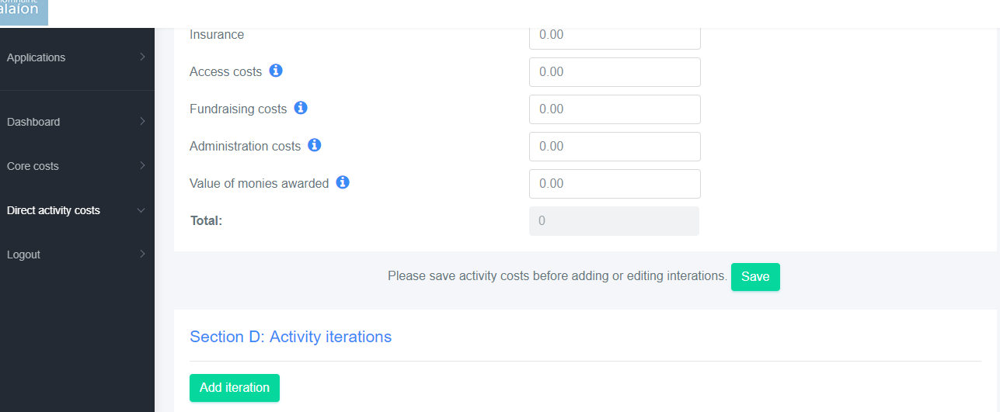 alaíon
Insurance 0.00
Applications
Access costs 0.00
Fundraising costs 0.00
Dashboard
Administration costs 0.00
Core costs
Value of monies awarded 0.00
Direct activity costs
Total: 0
Logout
Please save activity costs before adding or editing interations. Save
Section D: Activity iterations
Add iteration